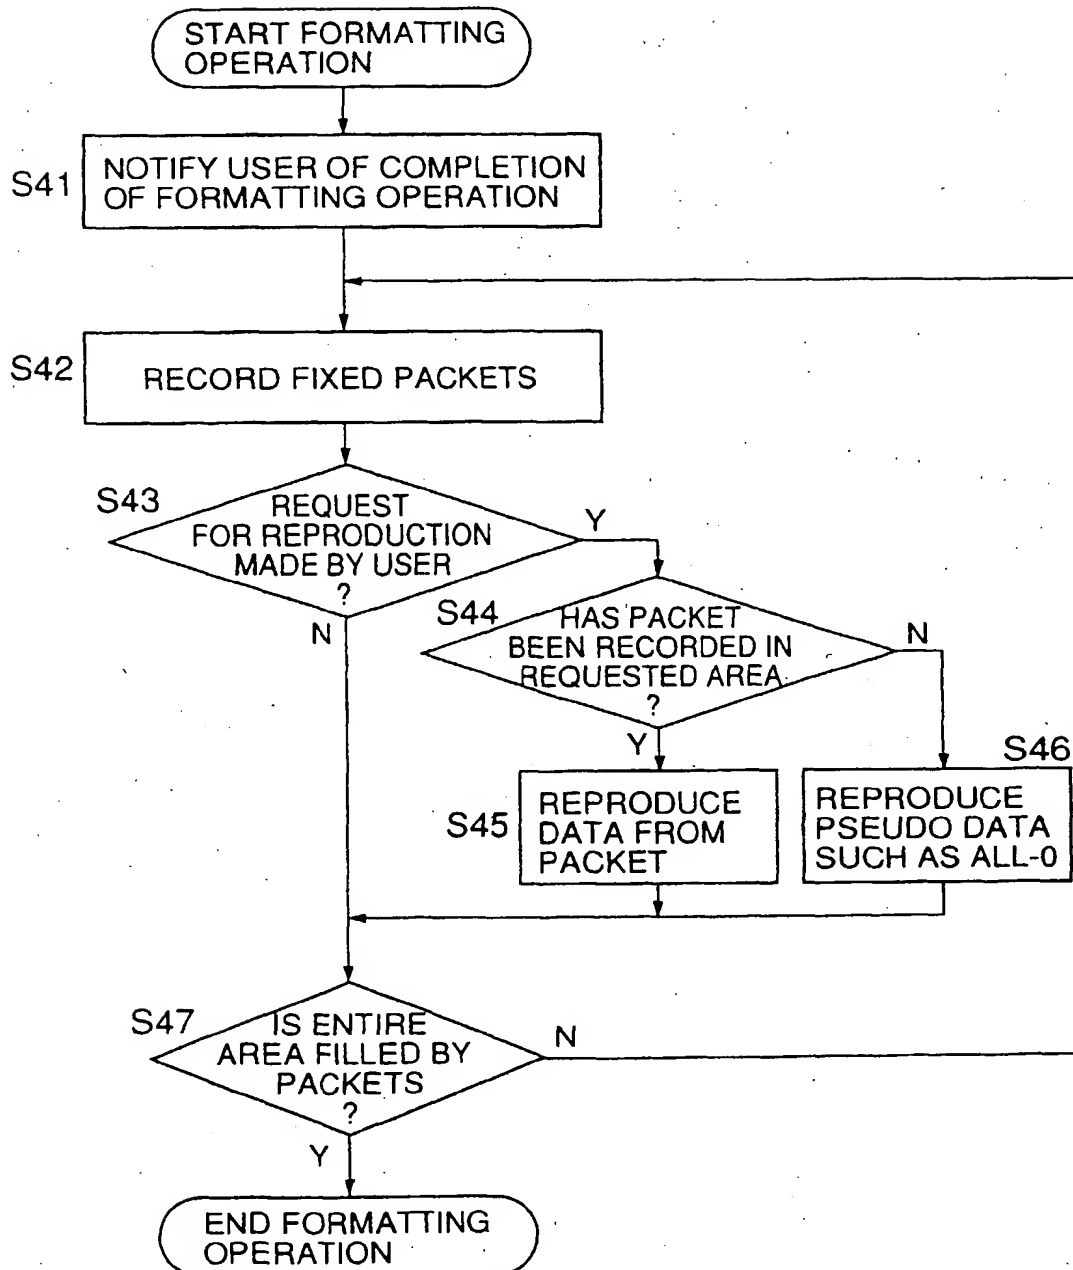 START FORMATTING
OPERATION
S41
NOTIFY USER OF COMPLETION
OF FORMATTING OPERATION
S42
RECORD FIXED PACKETS
S43
REQUEST
FOR REPRODUCTION
MADE BY USER
?
Y
N
S44
HAS PACKET
BEEN RECORDED IN
REQUESTED AREA
?
N
Y
S45
REPRODUCE
DATA FROM
PACKET
S46
REPRODUCE
PSEUDO DATA
SUCH AS ALL-0
S47
IS ENTIRE
AREA FILLED BY
PACKETS
?
N
Y
END FORMATTING
OPERATION